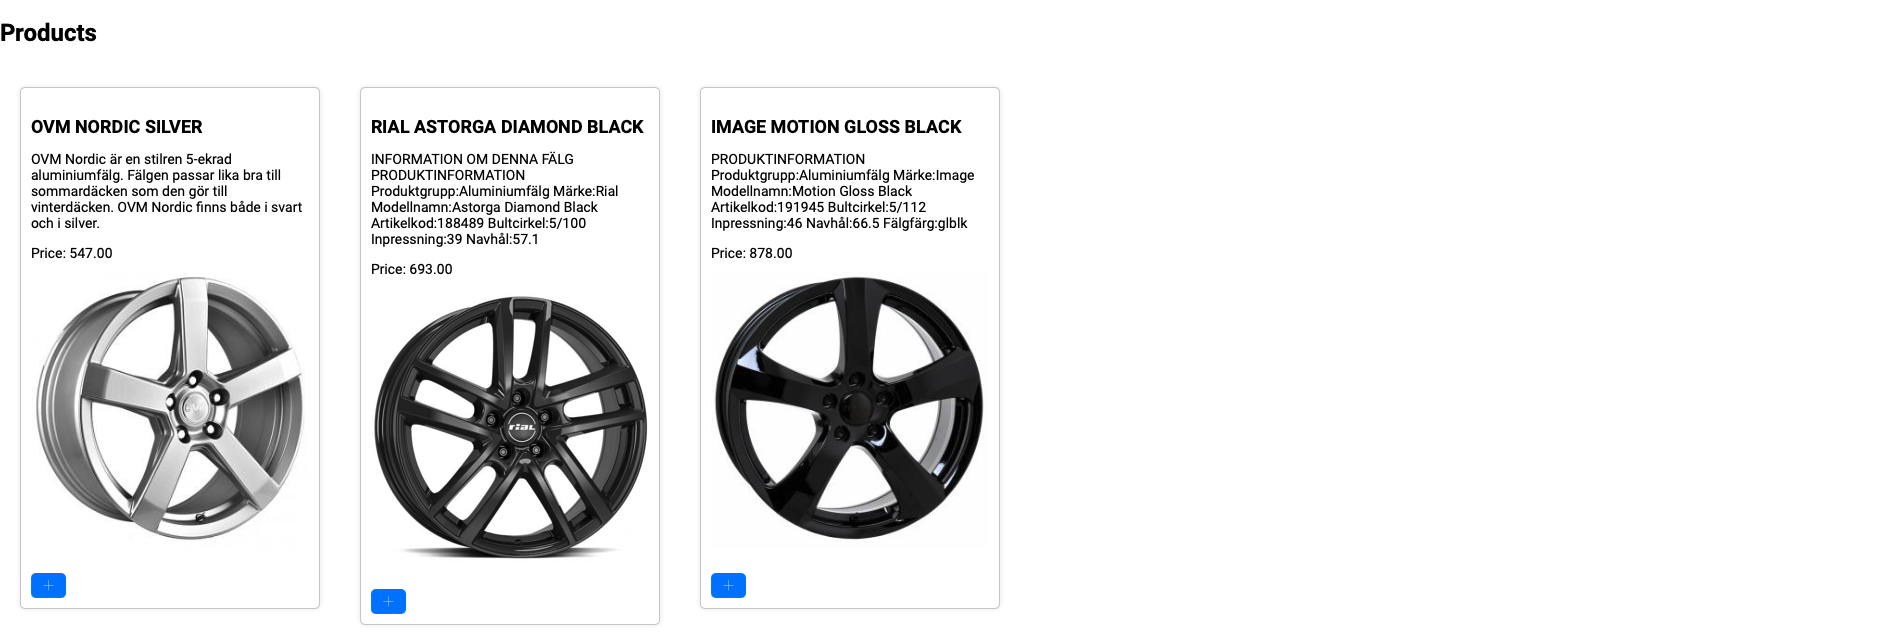 Products
OVM NORDIC SILVER
OVM Nordic är en stilren 5-ekrad
aluminiumfälg. Fälgen passar lika bra till
sommardäcken som den gör till
vinterdäcken. OVM Nordic finns både i svart
och i silver.
Price: 547.00
+
RIAL ASTORGA DIAMOND BLACK
INFORMATION OM DENNA FÄLG
PRODUKTINFORMATION
Produktgrupp:Aluminiumfälg Märke:Rial
Modellnamn:Astorga Diamond Black
Artikelkod:188489 Bultcirkel:5/100
Inpressning:39 Navhål:57.1
Price: 693.00
rial
+
IMAGE MOTION GLOSS BLACK
PRODUKTINFORMATION
Produktgrupp:Aluminiumfälg Märke:Image
Modellnamn:Motion Gloss Black
Artikelkod:191945 Bultcirkel:5/112
Inpressning:46 Navhål:66.5 Fälgfärg:glblk
Price: 878.00
+